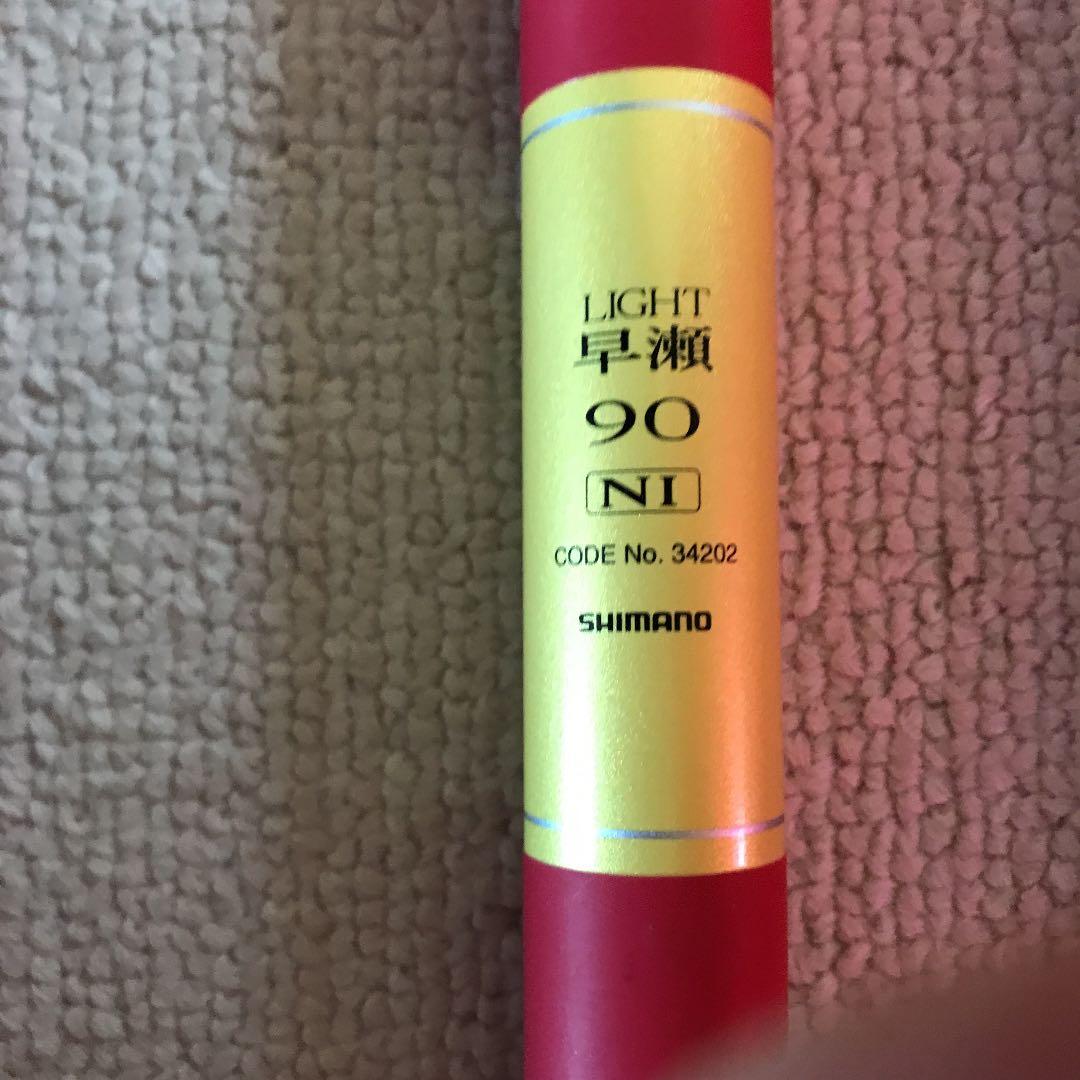 LIGHT
早瀬
90
NI
CODE No. 34202
SHIMANO